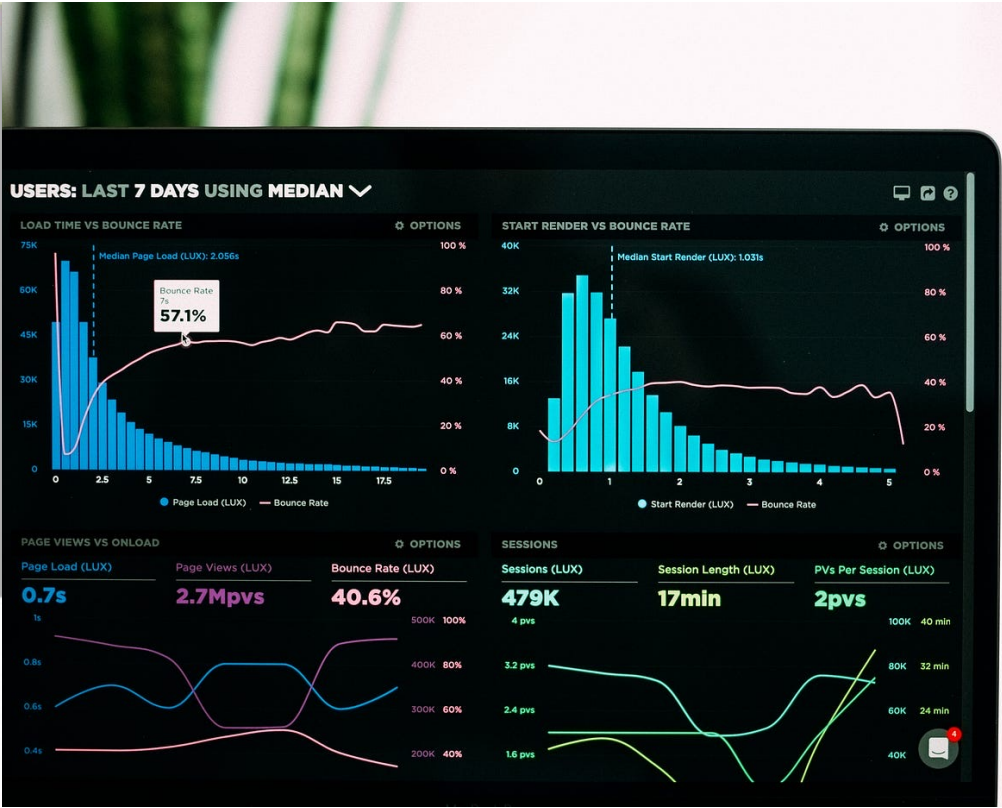 USERS: LAST 7 DAYS USING MEDIAN
LOAD TIME VS BOUNCE RATE
OPTIONS
75K
60K
45K
30K
15K
0
Median Page Load (LUX): 2.056s
Bounce Rate
7s
57.1%
100 %
80 %
60 %
40 %
20 %
0 %
0 2.5 5 7.5 10 12.5 15 17.5
Page Load (LUX) Bounce Rate
START RENDER VS BOUNCE RATE
OPTIONS
40K
32K
24K
16K
8K
0
Median Start Render (LUX): 1.031s
100 %
80 %
60 %
40 %
20 %
0 %
0 1 2 3 4 5
Start Render (LUX) Bounce Rate
PAGE VIEWS VS ONLOAD
OPTIONS
Page Load (LUX) Page Views (LUX) Bounce Rate (LUX)
0.7s 2.7Mpvs 40.6%
1s
0.8s
0.6s
0.4s
500K 100%
400K 80%
300K 60%
200K 40%
SESSIONS
OPTIONS
Sessions (LUX) Session Length (LUX) PVs Per Session (LUX)
479K 17min 2pvs
4 pvs
3.2 pvs
2.4 pvs
1.6 pvs
100K 40 min
80K 32 min
60K 24 min
40K
4